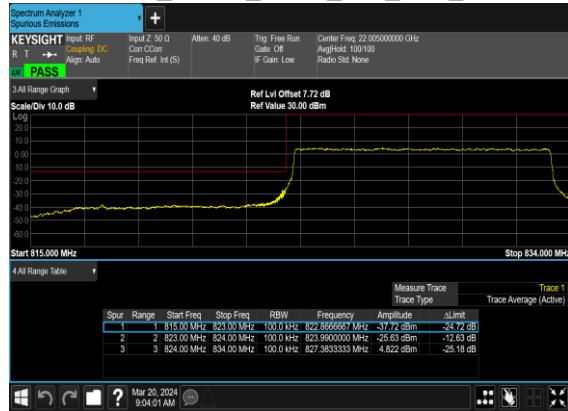 Spectrum Analyzer 1
Spurious Emissions
+
KEYSIGHT Input: RF Input Z: 50 Ω Atten: 40 dB Trig: Free Run Center Freq: 22.005000000 GHz
R T Coupling: DC Corr CCorr Gate: Off Avg|Hold: 100/100
Align: Auto Freq Ref: Int (S) IF Gain: Low Radio Std: None
PASS
3 All Range Graph
Ref Lvl Offset 7.72 dB
Scale/Div 10.0 dB Ref Value 30.00 dBm
Log
20.0
10.0
0.00
-10.0
-20.0
-30.0
-40.0
-50.0
-60.0
Start 815.000 MHz Stop 834.000 MHz
4 All Range Table
Measure Trace Trace 1
Trace Type Trace Average (Active)
Spur Range Start Freq Stop Freq RBW Frequency Amplitude ΔLimit
1 1 815.00 MHz 823.00 MHz 100.0 kHz 822.8666667 MHz -37.72 dBm -24.72 dB
2 2 823.00 MHz 824.00 MHz 100.0 kHz 823.9900000 MHz -25.63 dBm -12.63 dB
3 3 824.00 MHz 834.00 MHz 100.0 kHz 827.3833333 MHz 4.822 dBm -25.18 dB
? Mar 20, 2024
9:04:01 AM